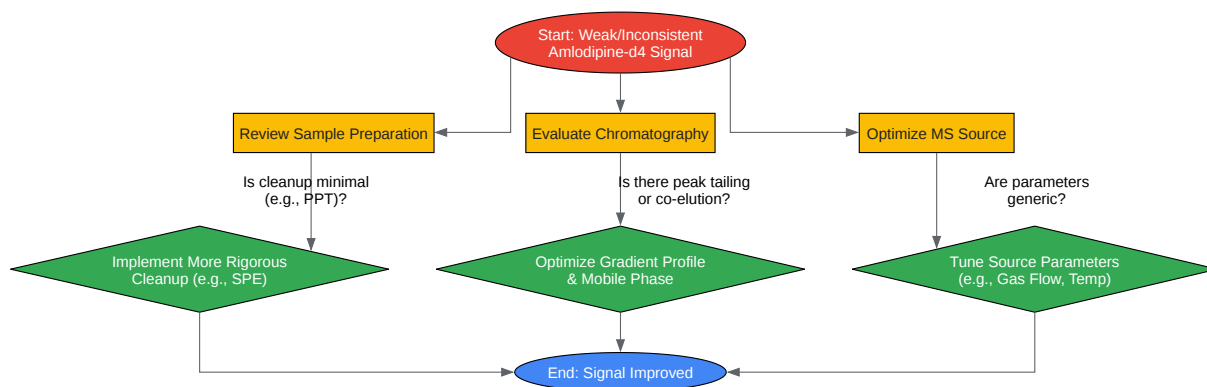 Start: Weak/Inconsistent
Amlodipine-d4 Signal
Review Sample Preparation
Evaluate Chromatography
Optimize MS Source
Is cleanup minimal
(e.g., PPT)?
Is there peak tailing
or co-elution?
Are parameters
generic?
Implement More Rigorous
Cleanup (e.g., SPE)
Optimize Gradient Profile
& Mobile Phase
Tune Source Parameters
(e.g., Gas Flow, Temp)
End: Signal Improved